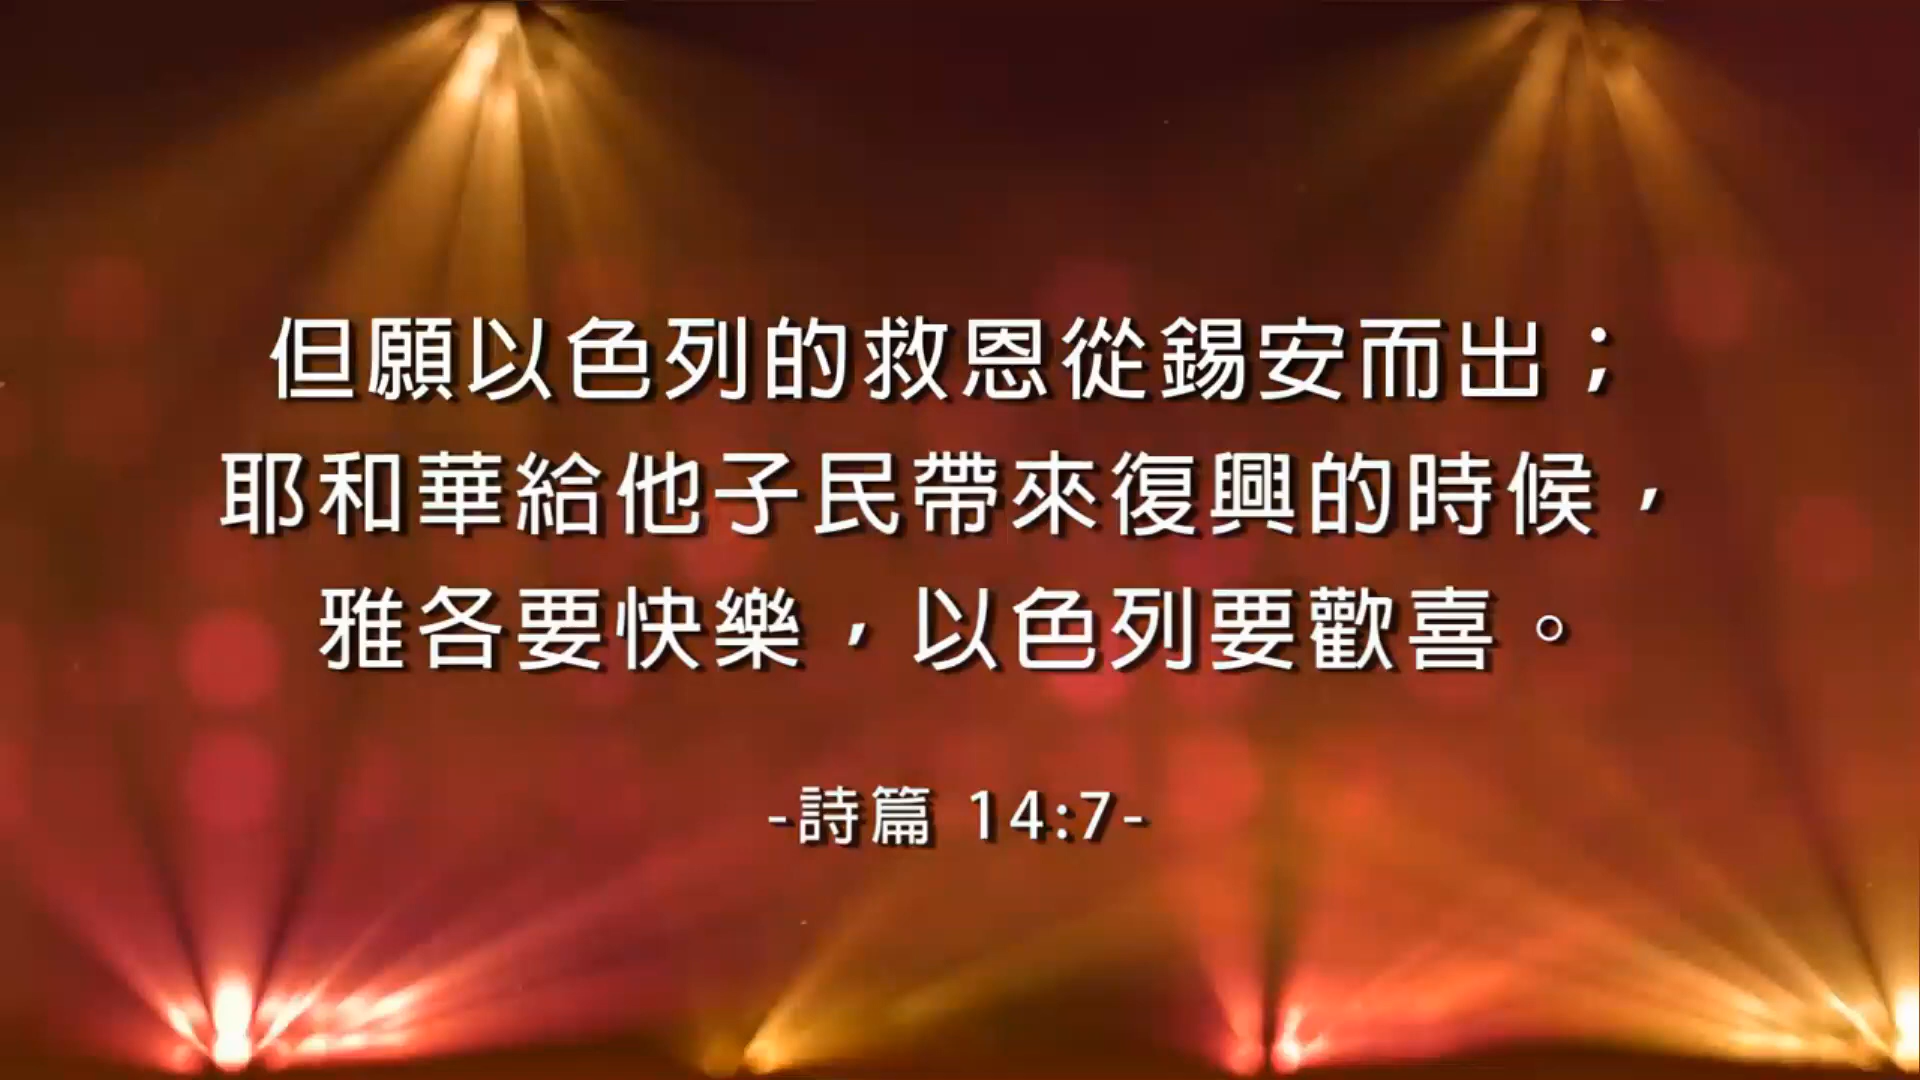 但願以色列的救恩從錫安而出；
耶和華給他子民帶來復興的時候，
雅各要快樂，以色列要歡喜。
-詩篇 14:7-